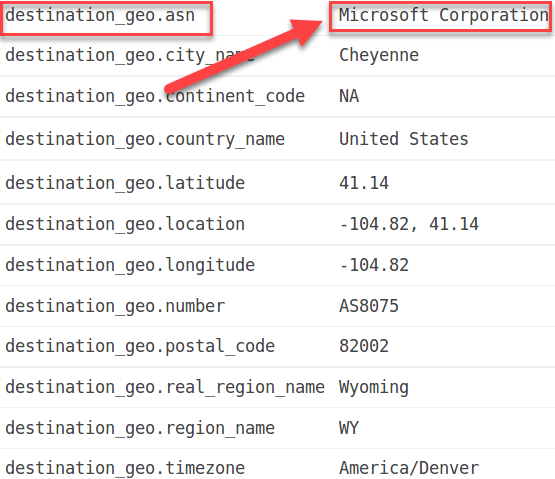 destination_geo.asn Microsoft Corporation
destination_geo.city_name Cheyenne
destination_geo.continent_code NA
destination_geo.country_name United States
destination_geo.latitude 41.14
destination_geo.location -104.82, 41.14
destination_geo.longitude -104.82
destination_geo.number AS8075
destination_geo.postal_code 82002
destination_geo.real_region_name Wyoming
destination_geo.region_name WY
destination_geo.timezone America/Denver